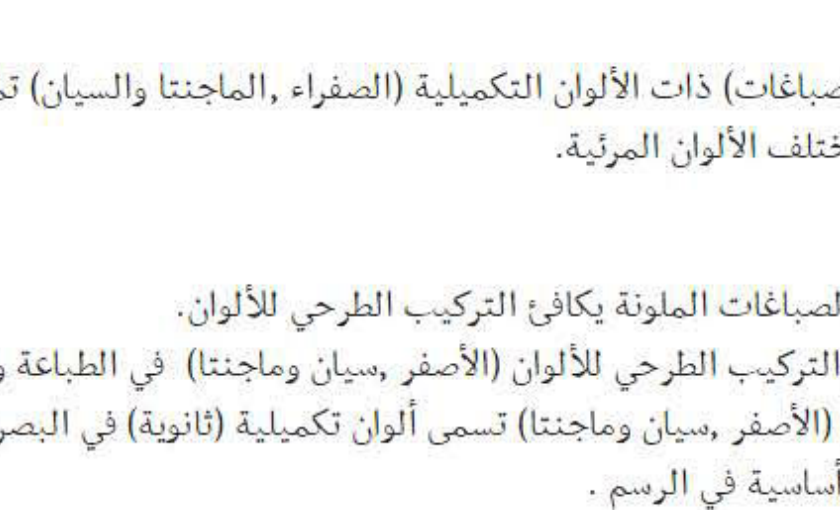 صباغات) ذات الألوان التكميلية (الصفراء ,الماجنتا والسيان)
ختلف الألوان المرئية.
لصباغات الملونة يكافئ التركيب الطرحي للألوان.
التركيب الطرحي للألوان (الأصفر ,سيان وماجنتا) في الطباعة و
(الأصفر ,سيان وماجنتا) تسمى ألوان تكميلية (ثانوية) في البصر
أساسية في الرسم .